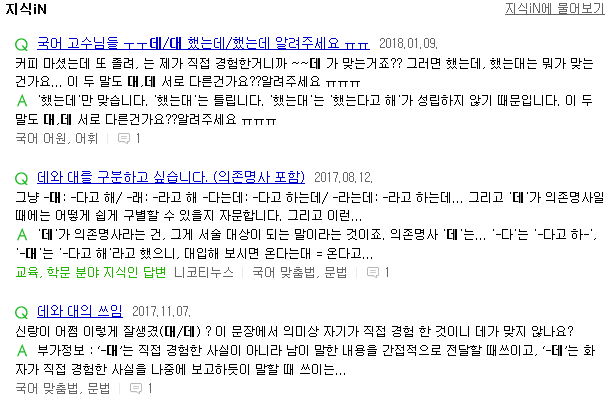 지식iN
지식iN에 물어보기
Q 국어 고수님들 ㅜㅜ데/대 했는데/했는데 알려주세요 ㅠㅠ 2018.01.09.
커피 마셨는데 또 졸려, 는 제가 직접 경험한거니까 ~~데 가 맞는거죠?? 그러면 했는데, 했는대는 뭐가 맞는
건가요... 이 두 말도 대,데 서로 다른건가요??알려주세요 ㅠㅠㅠ
A '했는데'만 맞습니다. '했는대'는 틀립니다. '했는대'는 '했는다고 해'가 성립하지 않기 때문입니다. 이 두
말도 대,데 서로 다른건가요??알려주세요 ㅠㅠㅠ
국어 어원, 어휘 1
Q 데와 대를 구분하고 싶습니다. (의존명사 포함) 2017.08.12.
그냥 -대: -다고 해/ -래: -라고 해 -다는데: -다고 하는데/ -라는데: -라고 하는데... 그리고 '데'가 의존명사일
때에는 어떻게 쉽게 구별할 수 있을지 자문합니다. 그리고 이런...
A '데'가 의존명사라는 건, 그게 서술 대상이 되는 말이라는 것이죠. 의존명사 '데'는... '-다'는 '-다고 하-',
'-대'는 '-다고 해'라고 했으니, 대입해 보시면 온다는대 = 온다고...
교육, 학문 분야 지식인 답변 니코티누스 국어 맞춤법, 문법 1
Q 데와 대의 쓰임 2017.11.07.
신랑이 어쩜 이렇게 잘생겼(대/데) ? 이 문장에서 의미상 자기가 직접 경험 한 것이니 데가 맞지 않나요?
A 부가정보 : '-대'는 직접 경험한 사실이 아니라 남이 말한 내용을 간접적으로 전달할 때쓰이고, '-데'는 화
자가 직접 경험한 사실을 나중에 보고하듯이 말할 때 쓰이는...
국어 맞춤법, 문법 1